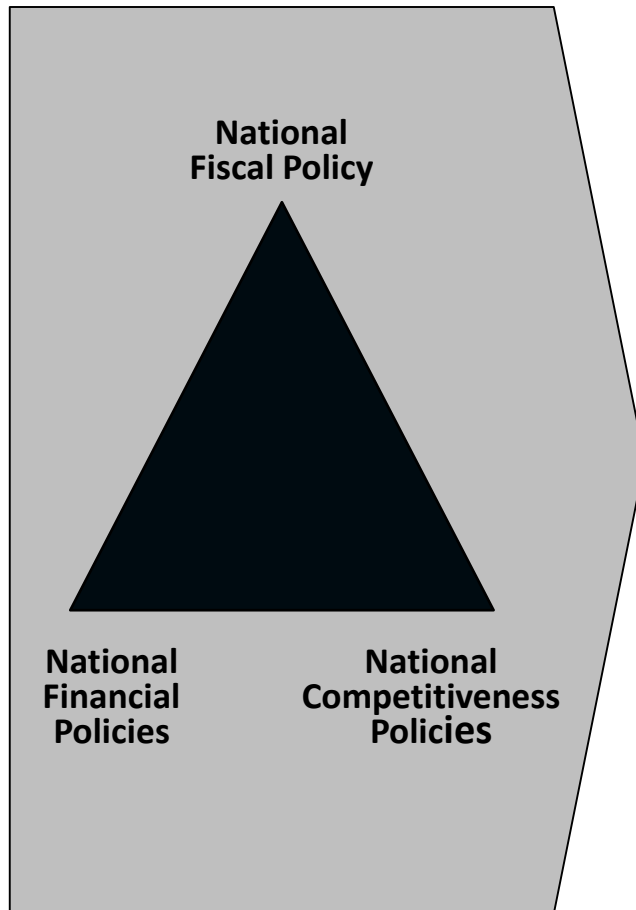 National
Fiscal Policy
National
Financial
Policies
National
Competitiveness
Policies